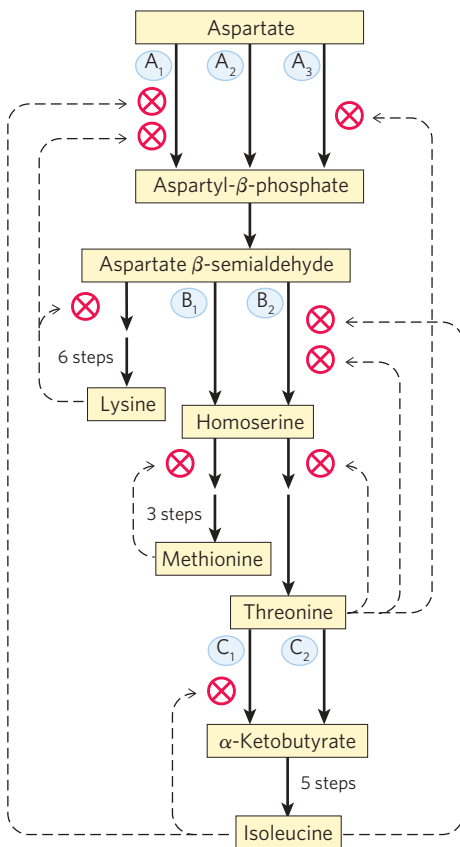 Aspartate
A₁ A₂ A₃
Aspartyl-β-phosphate
Aspartate β-semialdehyde
B₁ B₂
6 steps
Lysine
Homoserine
3 steps
Methionine
Threonine
C₁ C₂
α-Ketobutyrate
5 steps
Isoleucine